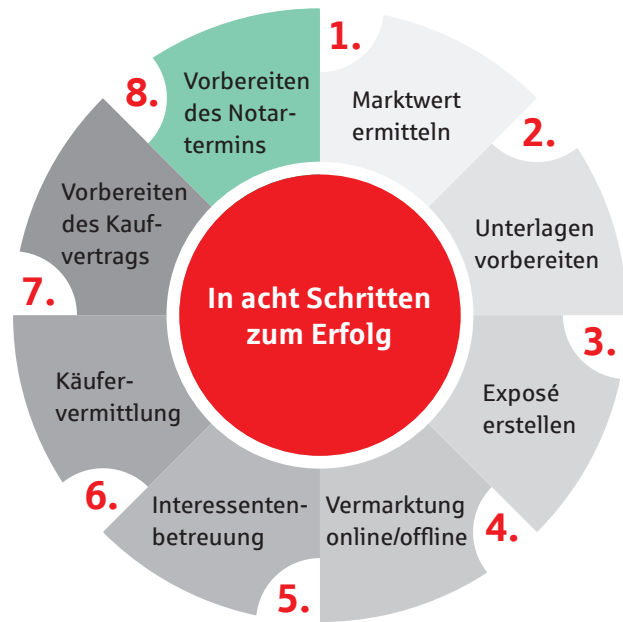 In acht Schritten
zum Erfolg
1.
Marktwert
ermitteln
2.
Unterlagen
vorbereiten
3.
Exposé
erstellen
4.
Vermarktung
online/offline
5.
Interessenten-
betreuung
6.
Käufer-
vermittlung
7.
Vorbereiten
des Kauf-
vertrags
8.
Vorbereiten
des Notar-
termins